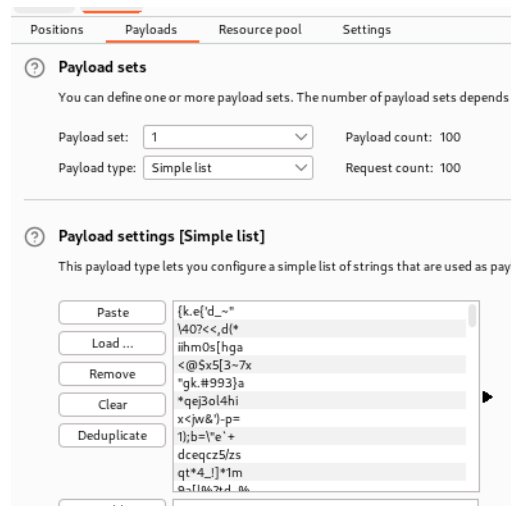 Positions Payloads Resource pool Settings
Payload sets
You can define one or more payload sets. The number of payload sets depends
Payload set: 1 Payload count: 100
Payload type: Simple list Request count: 100
Payload settings [Simple list]
This payload type lets you configure a simple list of strings that are used as pay
Paste
Load ...
Remove
Clear
Deduplicate
{k.e{'d_~"
\40?<<,d(*
iihm0s[hga
<@$x5[3~7x
"gk.#993}a
*qej3ol4hi
x<jw&')-p=
1);b=\"e`+
dceqcz5/zs
qt*4_!]*1m